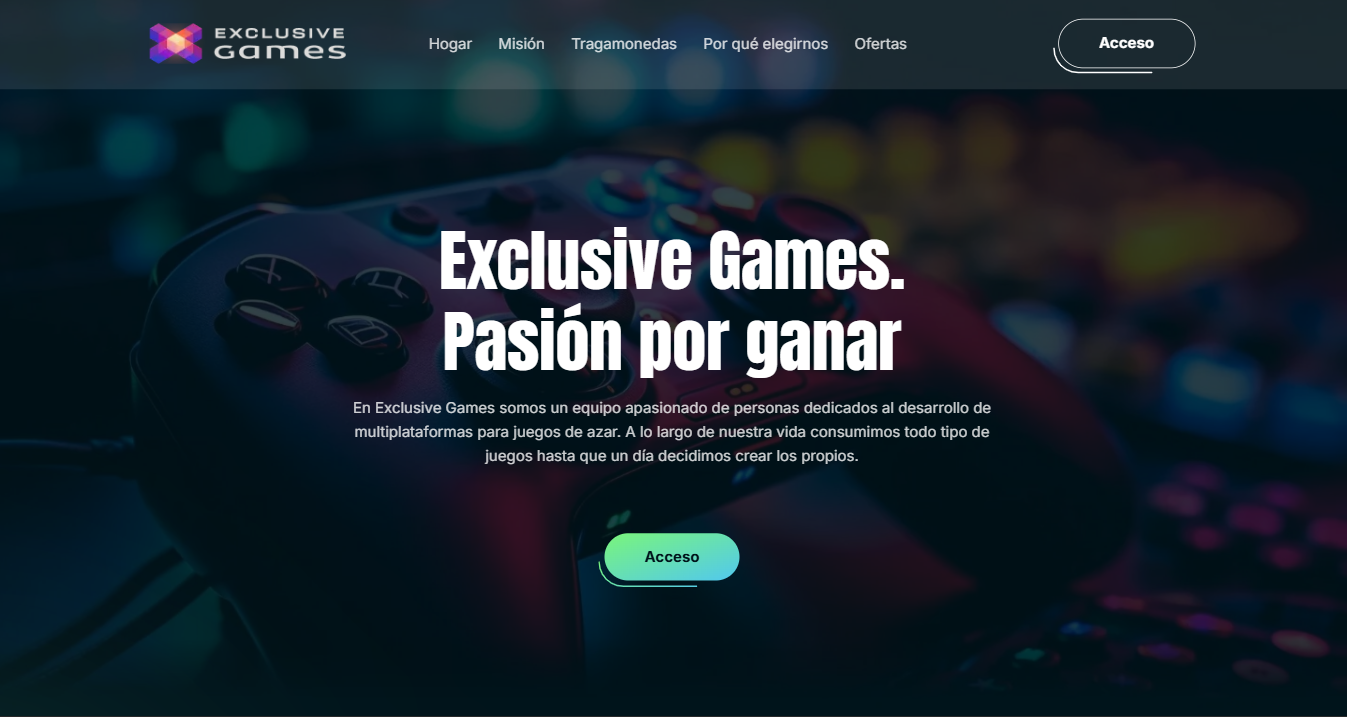 EXCLUSIVE
Games
Hogar
Misión
Tragamonedas
Por qué elegirnos
Ofertas
Acceso
Exclusive Games.
Pasión por ganar
En Exclusive Games somos un equipo apasionado de personas dedicados al desarrollo de
multiplataformas para juegos de azar. A lo largo de nuestra vida consumimos todo tipo de
juegos hasta que un día decidimos crear los propios.
Acceso